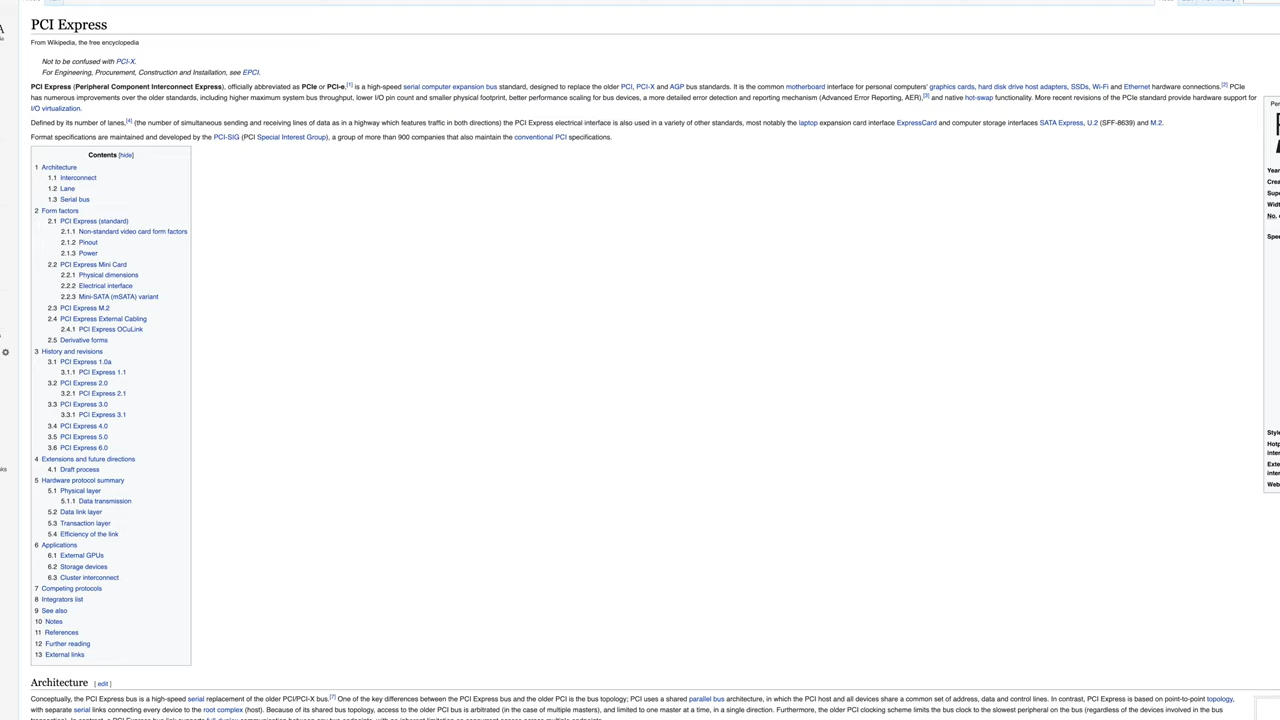 PCI Express
From Wikipedia, the free encyclopedia
Not to be confused with PCI-X.
For Engineering, Procurement, Construction and Installation, see EPCI.
PCI Express (Peripheral Component Interconnect Express), officially abbreviated as PCIe or PCI-e,[1] is a high-speed serial computer expansion bus standard, designed to replace the older PCI, PCI-X and AGP bus standards. It is the common motherboard interface for personal computers' graphics cards, hard disk drive host adapters, SSDs, Wi-Fi and Ethernet hardware connections.[2] PCIe
has numerous improvements over the older standards, including higher maximum system bus throughput, lower I/O pin count and smaller physical footprint, better performance scaling for bus devices, a more detailed error detection and reporting mechanism (Advanced Error Reporting, AER),[3] and native hot-swap functionality. More recent revisions of the PCIe standard provide hardware support for
I/O virtualization.
Defined by its number of lanes,[4] (the number of simultaneous sending and receiving lines of data as in a highway which features traffic in both directions) the PCI Express electrical interface is also used in a variety of other standards, most notably the laptop expansion card interface ExpressCard and computer storage interfaces SATA Express, U.2 (SFF-8639) and M.2.
Format specifications are maintained and developed by the PCI-SIG (PCI Special Interest Group), a group of more than 900 companies that also maintain the conventional PCI specifications.
Contents [hide]
1 Architecture
1.1 Interconnect
1.2 Lane
1.3 Serial bus
2 Form factors
2.1 PCI Express (standard)
2.1.1 Non-standard video card form factors
2.1.2 Pinout
2.1.3 Power
2.2 PCI Express Mini Card
2.2.1 Physical dimensions
2.2.2 Electrical interface
2.2.3 Mini-SATA (mSATA) variant
2.3 PCI Express M.2
2.4 PCI Express External Cabling
2.4.1 PCI Express OCuLink
2.5 Derivative forms
3 History and revisions
3.1 PCI Express 1.0a
3.1.1 PCI Express 1.1
3.2 PCI Express 2.0
3.2.1 PCI Express 2.1
3.3 PCI Express 3.0
3.3.1 PCI Express 3.1
3.4 PCI Express 4.0
3.5 PCI Express 5.0
3.6 PCI Express 6.0
4 Extensions and future directions
4.1 Draft process
5 Hardware protocol summary
5.1 Physical layer
5.1.1 Data transmission
5.2 Data link layer
5.3 Transaction layer
5.4 Efficiency of the link
6 Applications
6.1 External GPUs
6.2 Storage devices
6.3 Cluster interconnect
7 Competing protocols
8 Integrators list
9 See also
10 Notes
11 References
12 Further reading
13 External links
Architecture [ edit ]
Conceptually, the PCI Express bus is a high-speed serial replacement of the older PCI/PCI-X bus.[7] One of the key differences between the PCI Express bus and the older PCI is the bus topology; PCI uses a shared parallel bus architecture, in which the PCI host and all devices share a common set of address, data and control lines. In contrast, PCI Express is based on point-to-point topology,
with separate serial links connecting every device to the root complex (host). Because of its shared bus topology, access to the older PCI bus is arbitrated (in the case of multiple masters), and limited to one master at a time, in a single direction. Furthermore, the older PCI clocking scheme limits the bus clock to the slowest peripheral on the bus (regardless of the devices involved in the bus